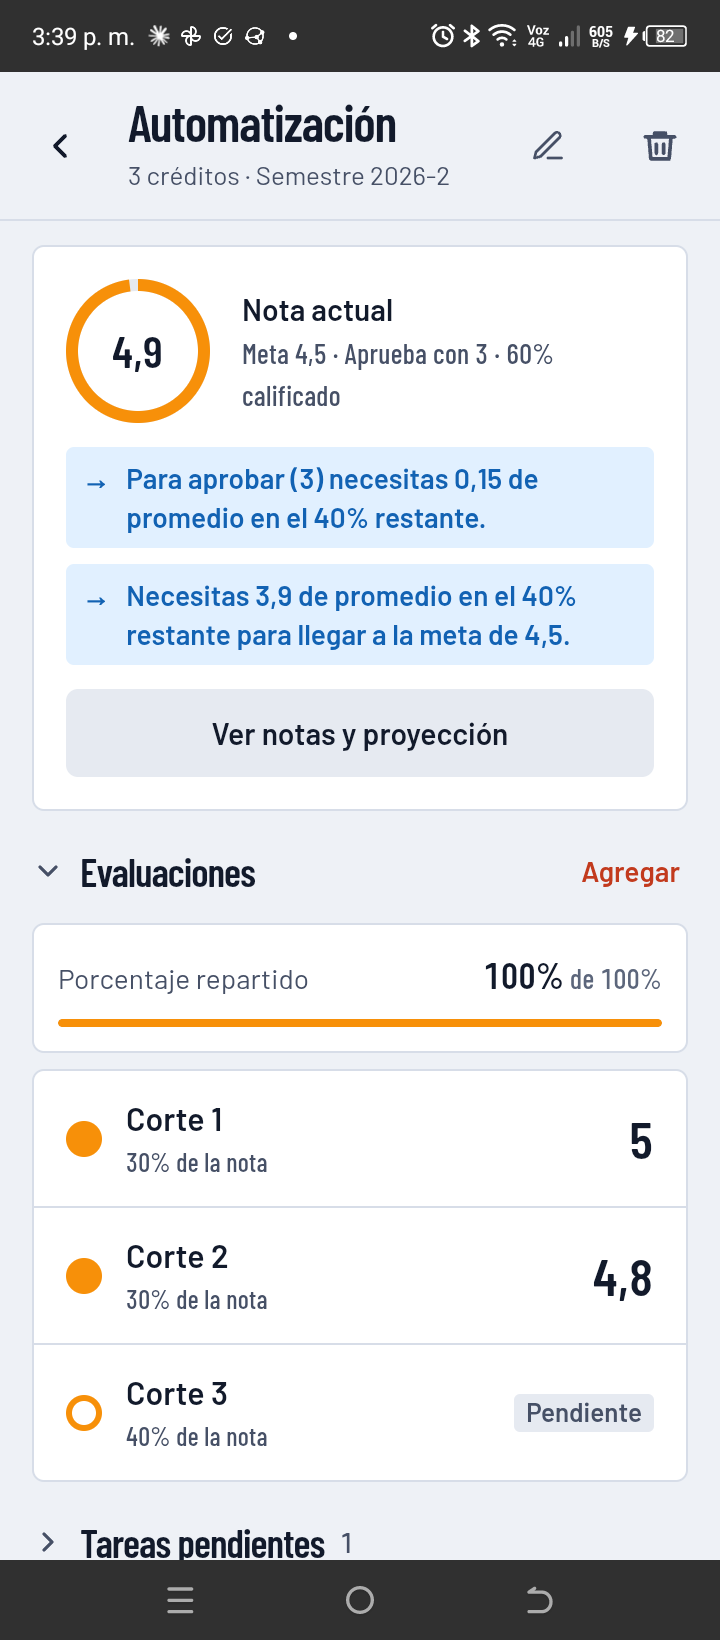 3:39 p. m.
Voz 4G
605 B/S
82
Automatización
3 créditos · Semestre 2026-2
4,9
Nota actual
Meta 4,5 · Aprueba con 3 · 60%
calificado
→ Para aprobar (3) necesitas 0,15 de
promedio en el 40% restante.
→ Necesitas 3,9 de promedio en el 40%
restante para llegar a la meta de 4,5.
Ver notas y proyección
Evaluaciones
Agregar
Porcentaje repartido
100% de 100%
Corte 1
30% de la nota
5
Corte 2
30% de la nota
4,8
Corte 3
40% de la nota
Pendiente
Tareas pendientes 1